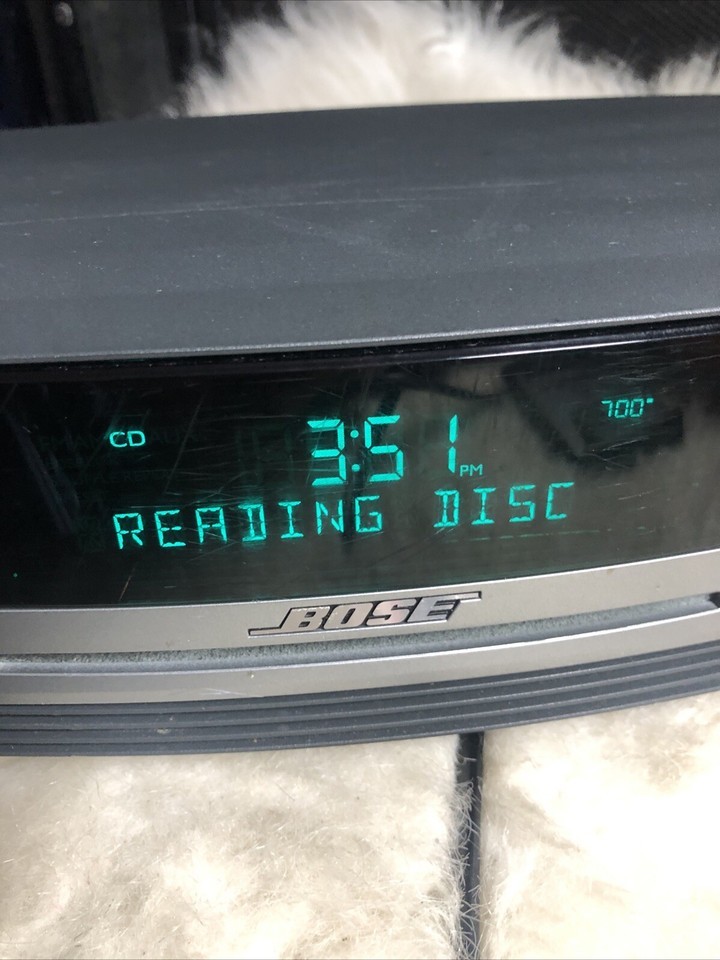 CD 3:51 PM 700"
READING DISC
BOSE